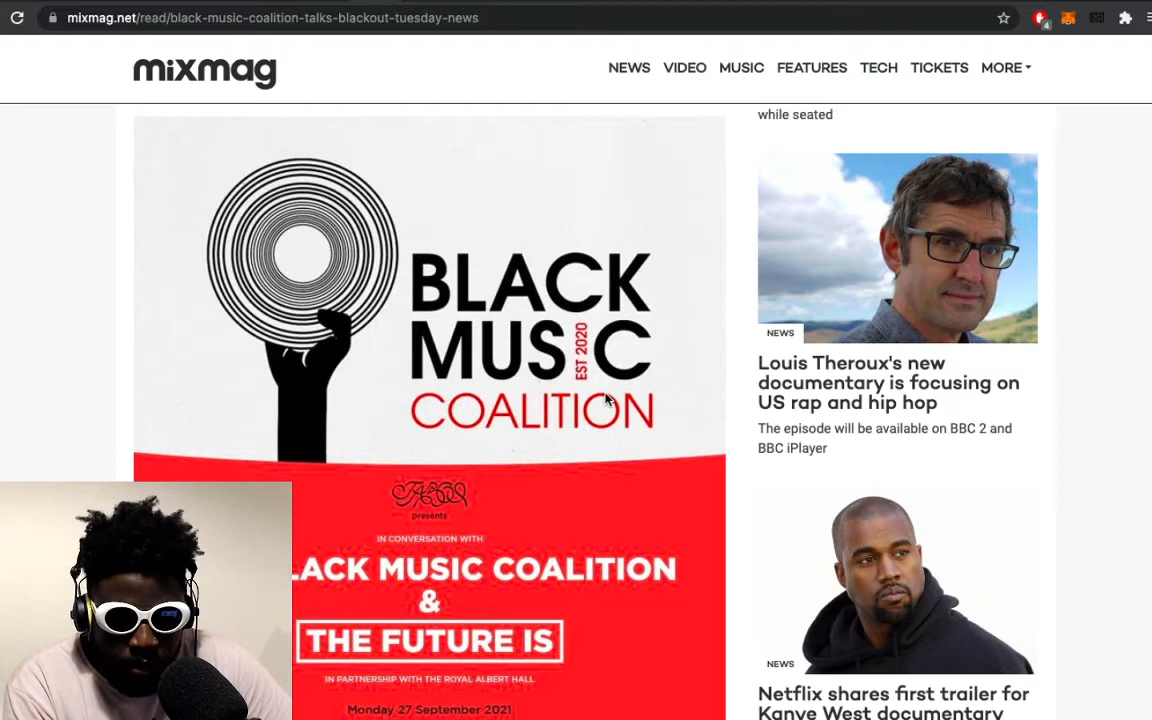 mixmag.net/read/black-music-coalition-talks-blackout-tuesday-news
4
mixmag
NEWS VIDEO MUSIC FEATURES TECH TICKETS MORE
BLACK
MUSIC
EST 2020
COALITION
presents
IN CONVERSATION WITH
LACK MUSIC COALITION
&
THE FUTURE IS
IN PARTNERSHIP WITH THE ROYAL ALBERT HALL
Monday 27 September 2021
while seated
NEWS
Louis Theroux's new
documentary is focusing on
US rap and hip hop
The episode will be available on BBC 2 and
BBC iPlayer
NEWS
Netflix shares first trailer for
Kanye West documentary